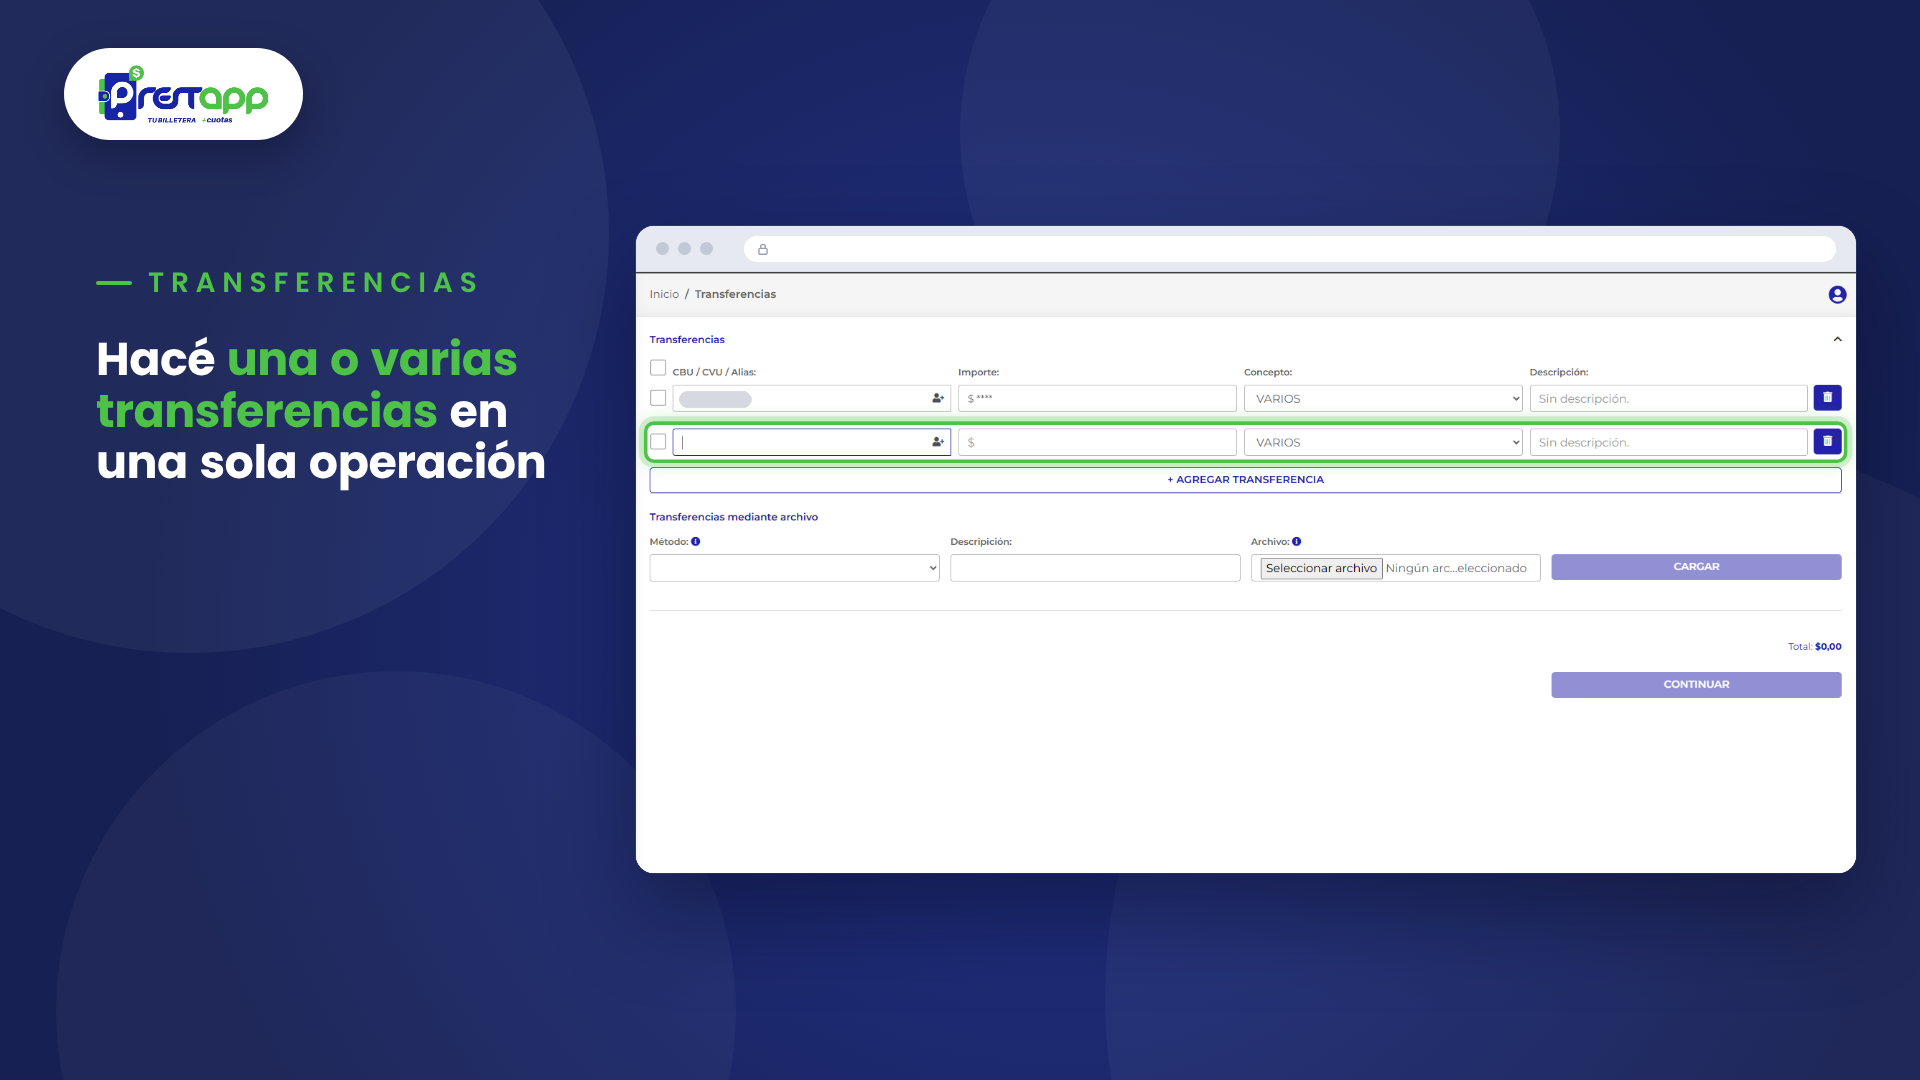 $
Prestapp
TU BILLETERA +cuotas
TRANSFERENCIAS
Hacé una o varias
transferencias en
una sola operación
Inicio / Transferencias
Transferencias
CBU / CVU / Alias: Importe: Concepto: Descripción:
$ **** VARIOS Sin descripción.
$ VARIOS Sin descripción.
+ AGREGAR TRANSFERENCIA
Transferencias mediante archivo
Método: Descripición: Archivo:
Seleccionar archivo Ningún arc...eleccionado CARGAR
Total: $0,00
CONTINUAR